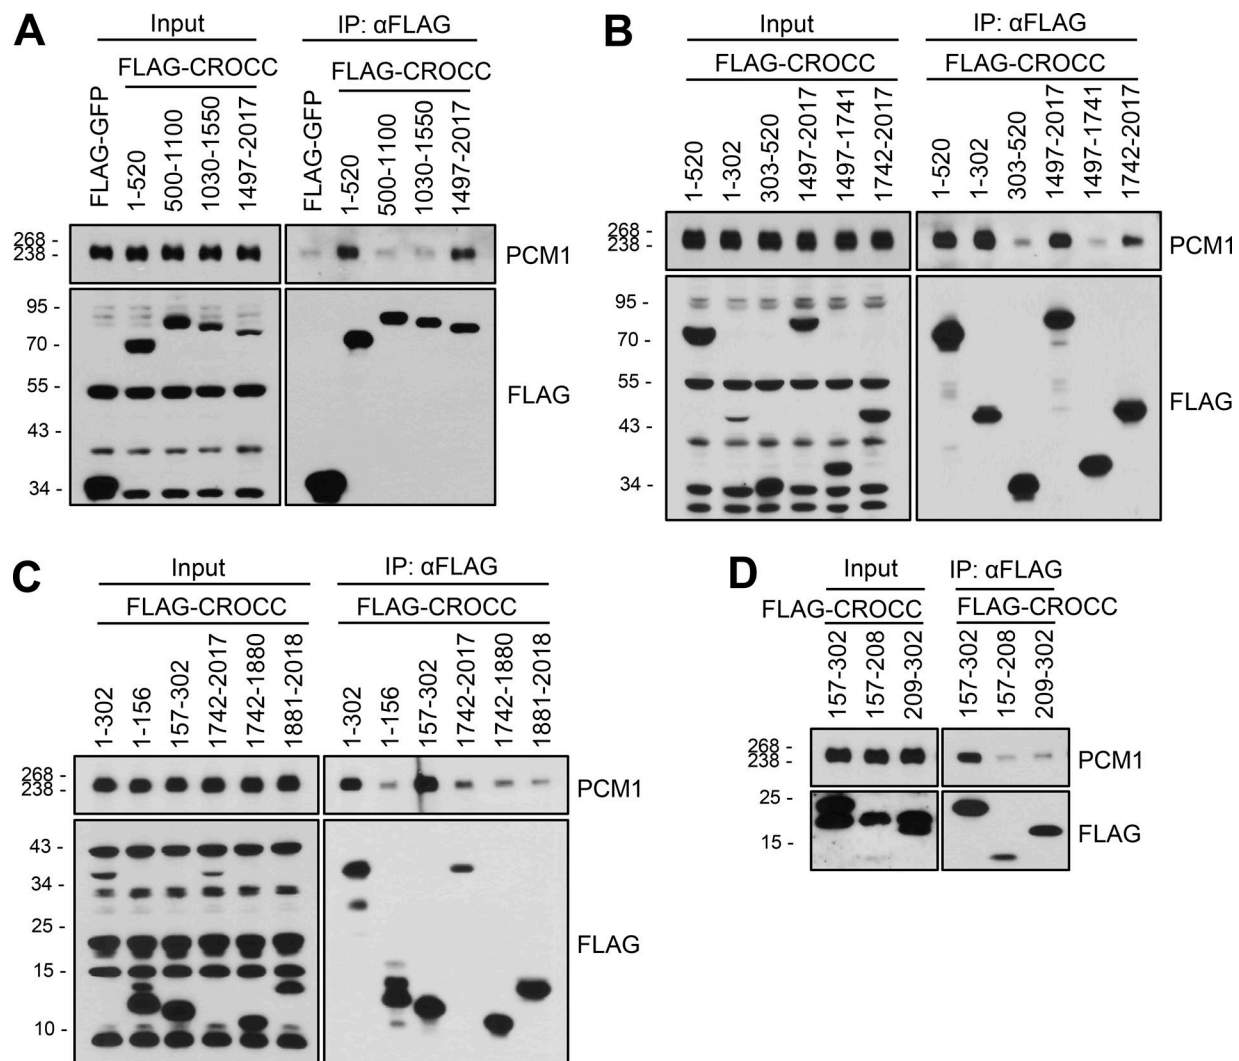 A
Input
IP: αFLAG
FLAG-CROCC
FLAG-CROCC
FLAG-GFP
1-520
500-1100
1030-1550
1497-2017
FLAG-GFP
1-520
500-1100
1030-1550
1497-2017
268 -
238 -
PCM1
95 -
70 -
55 -
43 -
34 -
FLAG
B
Input
IP: αFLAG
FLAG-CROCC
FLAG-CROCC
1-520
1-302
303-520
1497-2017
1497-1741
1742-2017
1-520
1-302
303-520
1497-2017
1497-1741
1742-2017
268 -
238 -
PCM1
95 -
70 -
55 -
43 -
34 -
FLAG
C
Input
IP: αFLAG
FLAG-CROCC
FLAG-CROCC
1-302
1-156
157-302
1742-2017
1742-1880
1881-2018
1-302
1-156
157-302
1742-2017
1742-1880
1881-2018
268 -
238 -
PCM1
43 -
34 -
25 -
15 -
10 -
FLAG
D
Input
IP: αFLAG
FLAG-CROCC
FLAG-CROCC
157-302
157-208
209-302
157-302
157-208
209-302
268 -
238 -
PCM1
25 -
15 -
FLAG